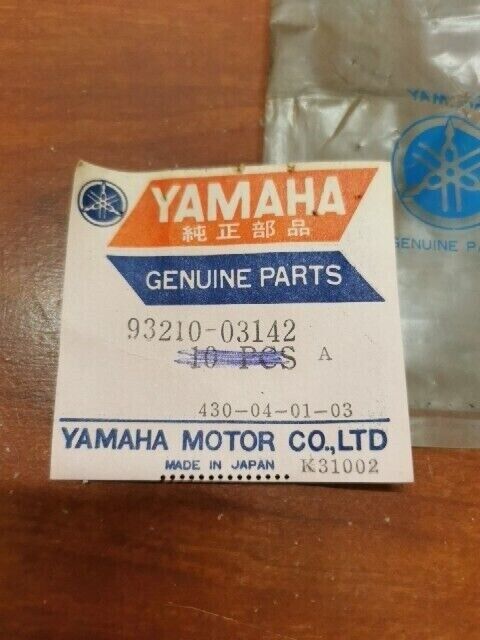 YAMAHA
純正部品
GENUINE PARTS
93210-03142
10 PCS A
430-04-01-03
YAMAHA MOTOR CO.,LTD
MADE IN JAPAN K31002
YAMAHA
GENUINE PA